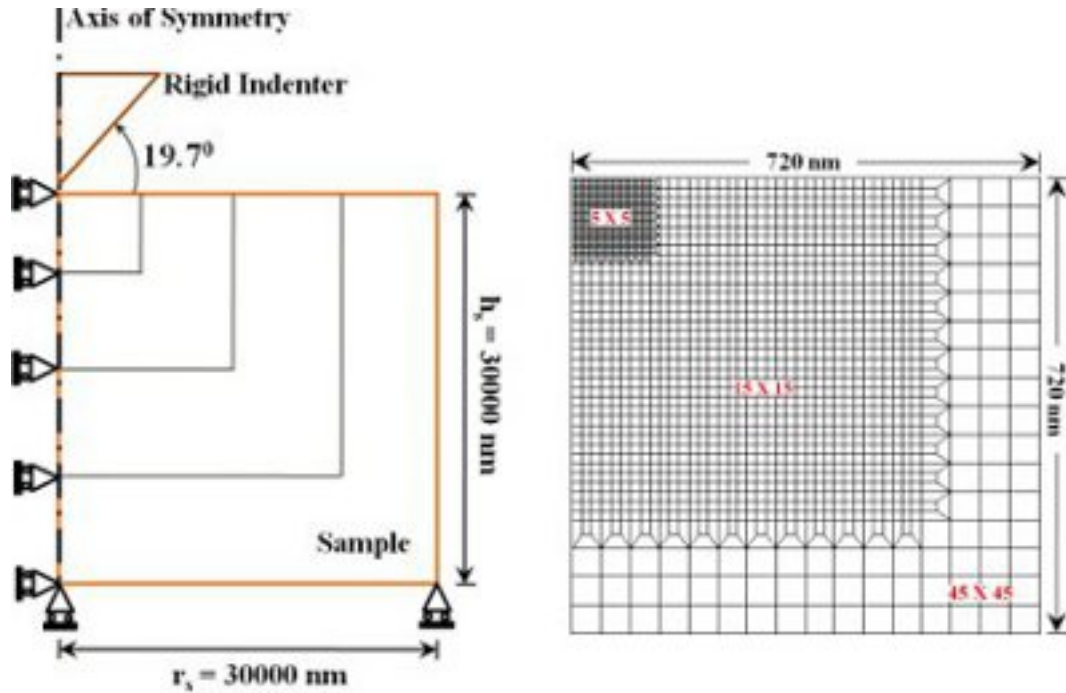 Axis of Symmetry
Rigid Indenter
19.7⁰
hₛ = 30000 nm
Sample
rₛ = 30000 nm
720 nm
5 X 5
15 X 15
720 nm
45 X 45